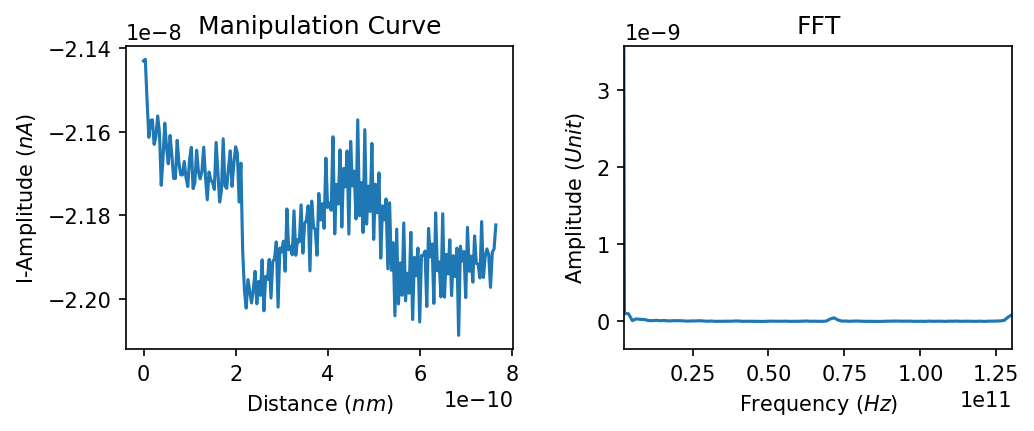 Manipulation Curve
1e−8
−2.14
−2.16
−2.18
−2.20
I-Amplitude (nA)
0
2
4
6
8
Distance (nm)
1e−10
FFT
1e−9
3
2
1
0
Amplitude (Unit)
0.25
0.50
0.75
1.00
1.25
Frequency (Hz)
1e11